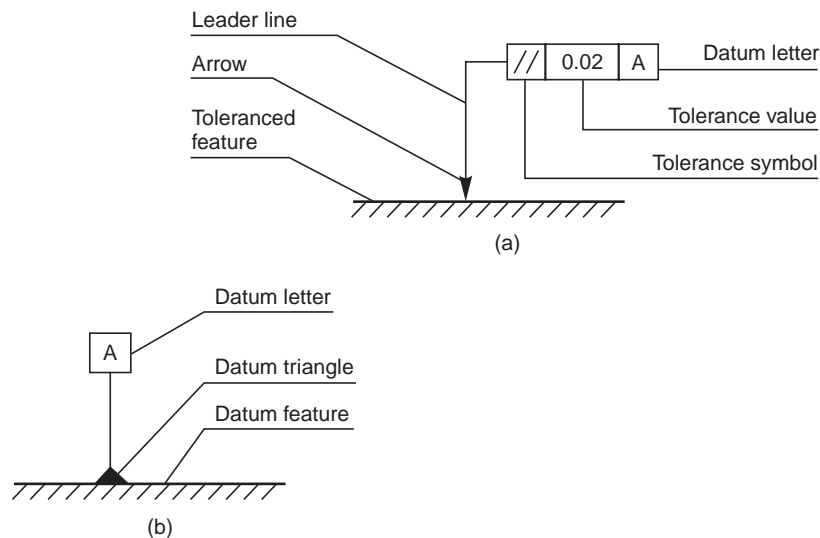 Leader line
Arrow
Toleranced
feature
// 0.02 A
Datum letter
Tolerance value
Tolerance symbol
(a)
Datum letter
A
Datum triangle
Datum feature
(b)